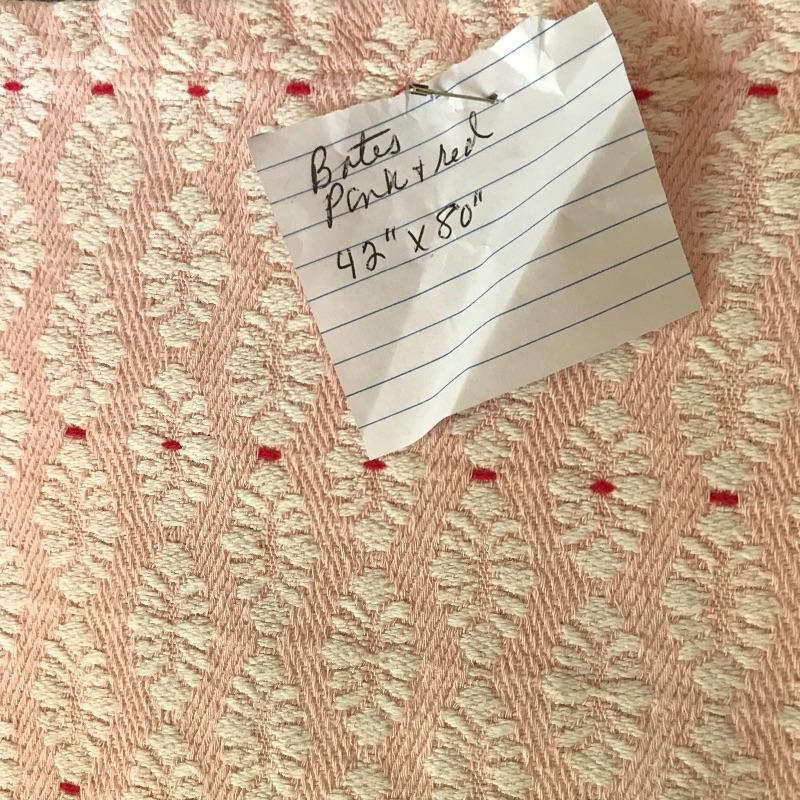 Bates
Pink + red
42" x 80"